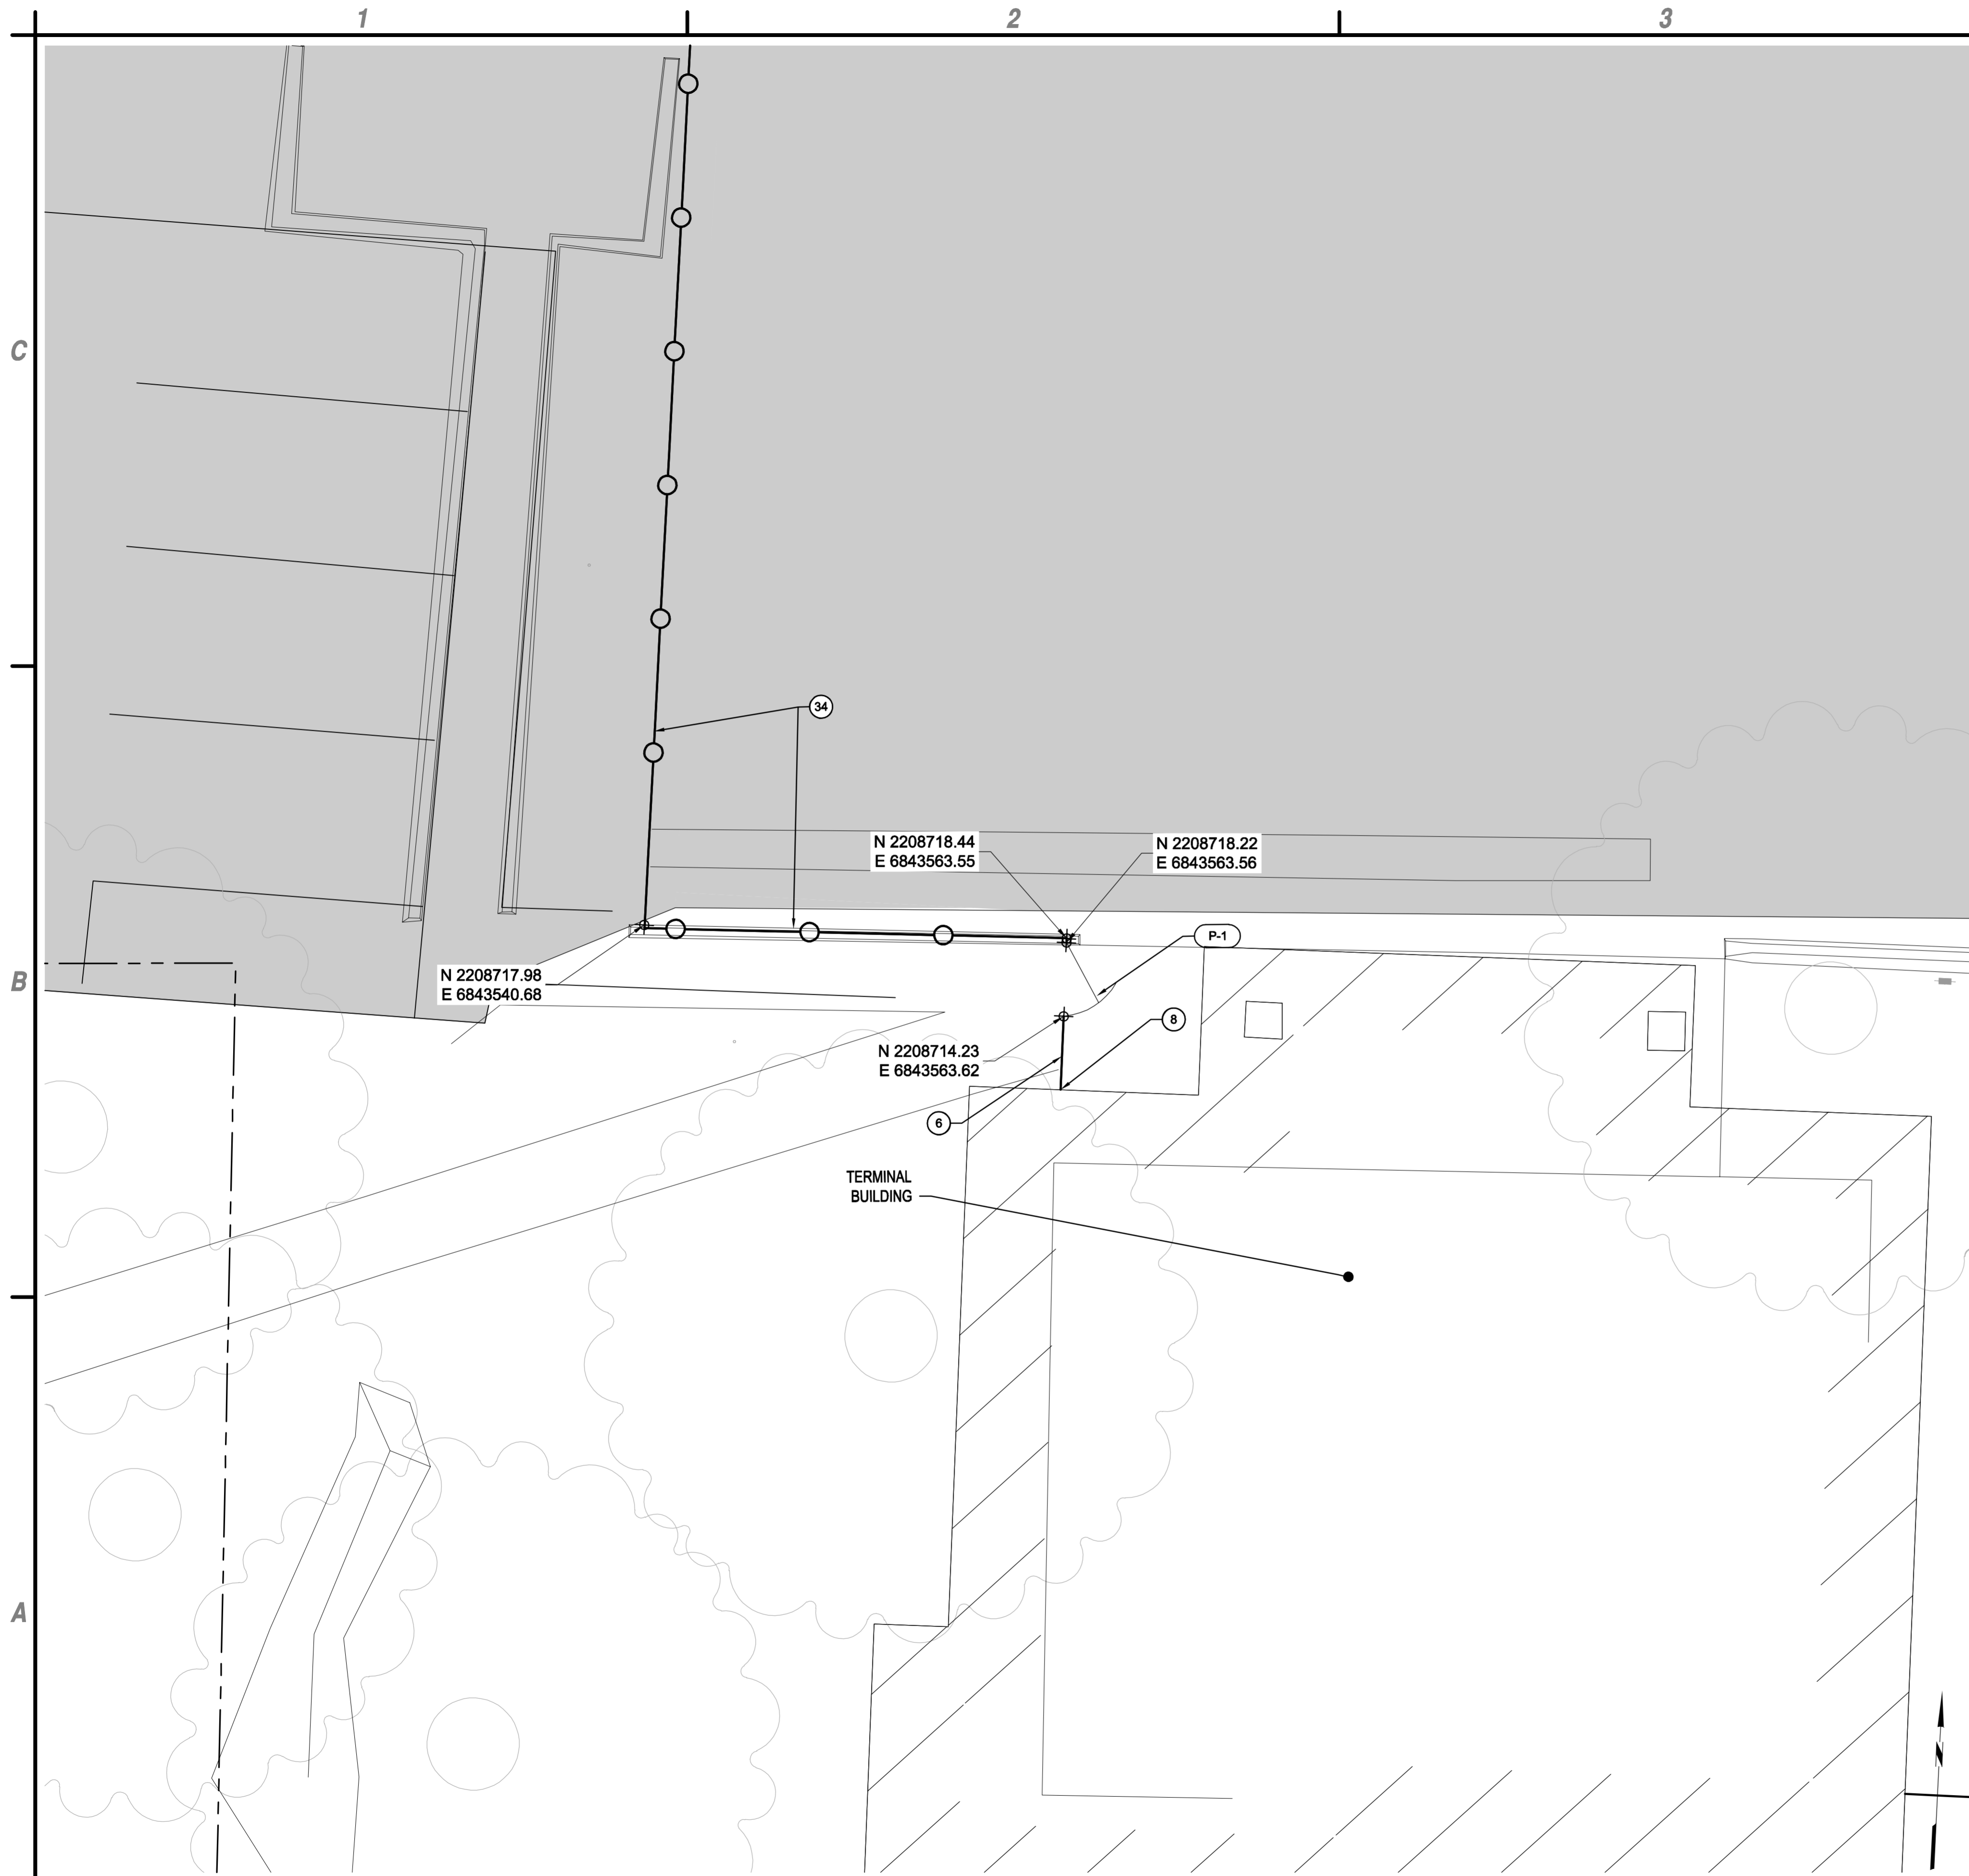 1
2
3
C
34
N 2208718.44
E 6843563.55
N 2208718.22
E 6843563.56
P-1
B
N 2208717.98
E 6843540.68
8
N 2208714.23
E 6843563.62
6
TERMINAL
BUILDING
A
N